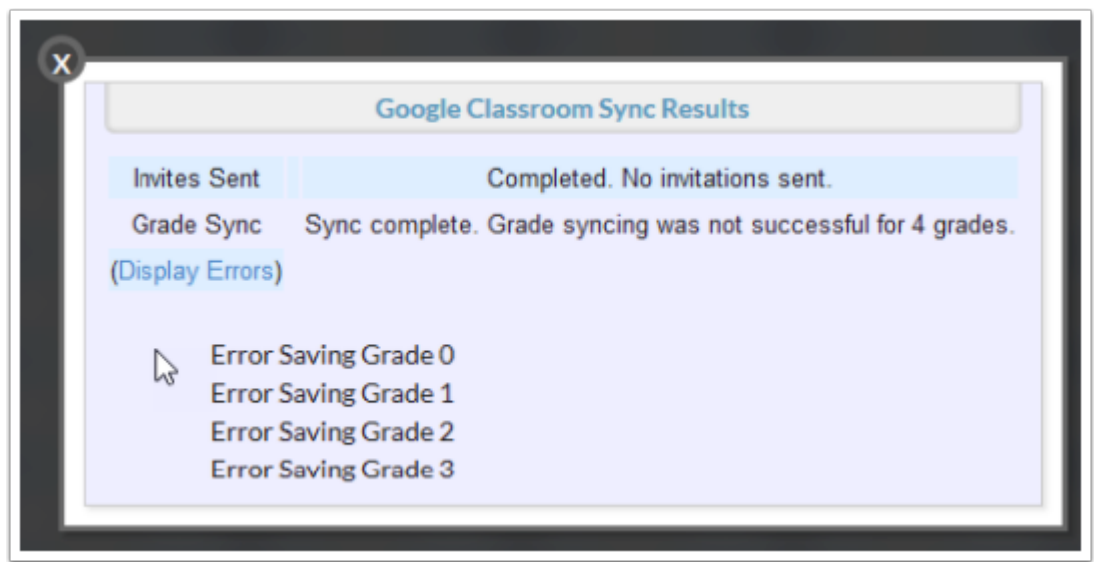 X
Google Classroom Sync Results
Invites Sent Completed. No invitations sent.
Grade Sync Sync complete. Grade syncing was not successful for 4 grades.
(Display Errors)
Error Saving Grade 0
Error Saving Grade 1
Error Saving Grade 2
Error Saving Grade 3